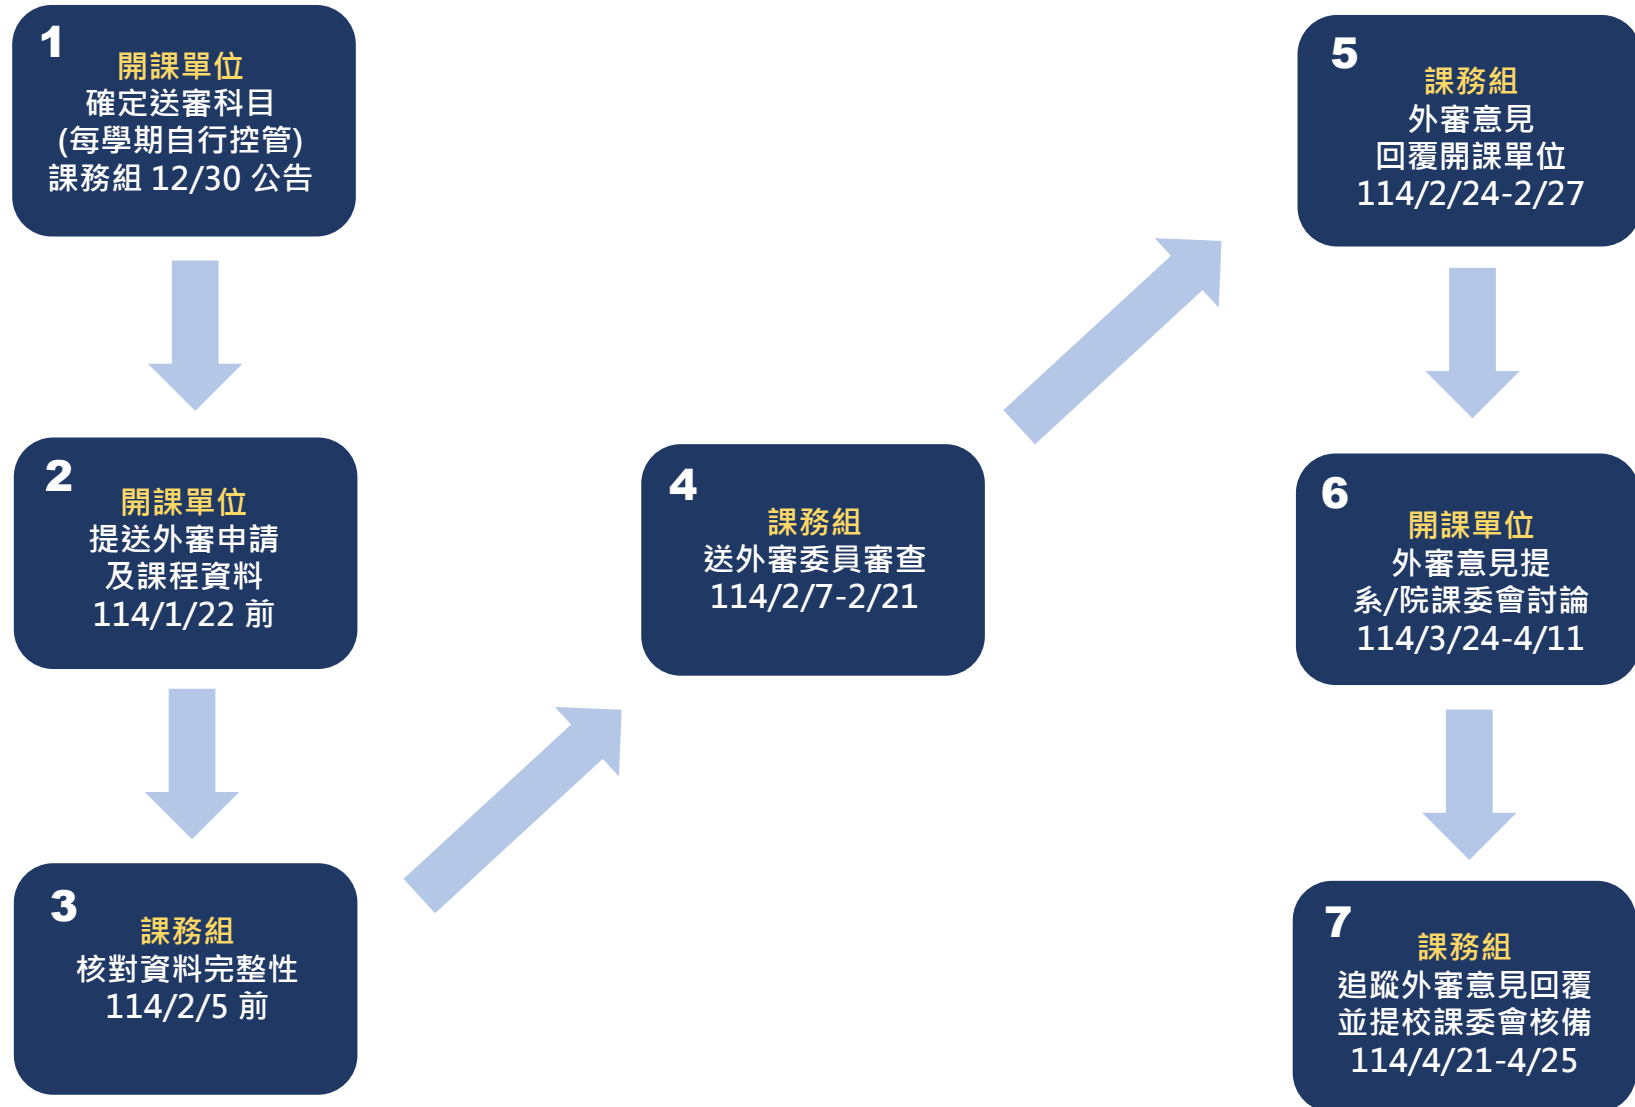 1
開課單位
確定送審科目
(每學期自行控管)
課務組 12/30 公告
2
開課單位
提送外審申請
及課程資料
114/1/22 前
3
課務組
核對資料完整性
114/2/5 前
4
課務組
送外審委員審查
114/2/7-2/21
5
課務組
外審意見
回覆開課單位
114/2/24-2/27
6
開課單位
外審意見提
系/院課委會討論
114/3/24-4/11
7
課務組
追蹤外審意見回覆
並提校課委會核備
114/4/21-4/25